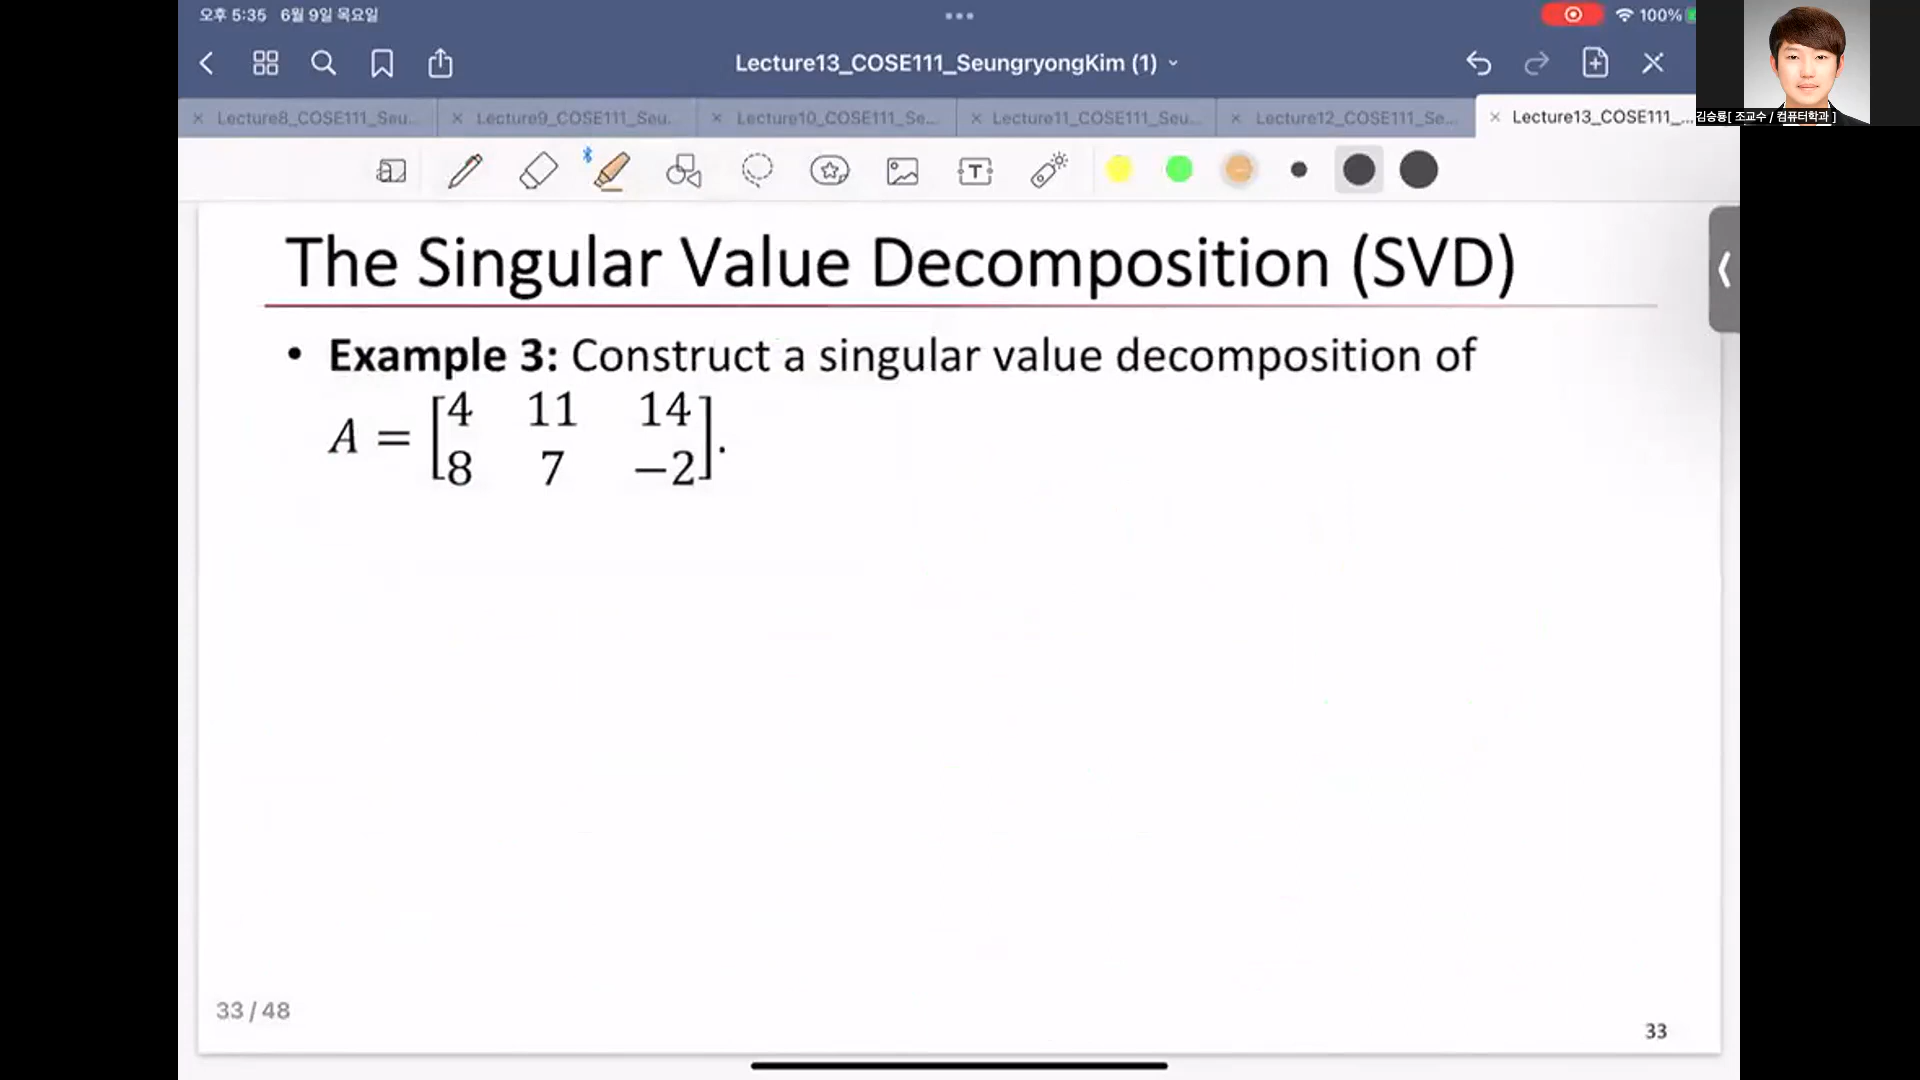 오후 5:35 6월 9일 목요일
100%
Lecture13_COSE111_SeungryongKim (1)
Lecture8_COSE111_Seu...
Lecture9_COSE111_Seu...
Lecture10_COSE111_Se...
Lecture11_COSE111_Seu...
Lecture12_COSE111_Se...
Lecture13_COSE111_...
김승룡[ 조교수 / 컴퓨터학과 ]
T
The Singular Value Decomposition (SVD)
• Example 3: Construct a singular value decomposition of
A = [4 11 14
8 7 −2].
33 / 48
33